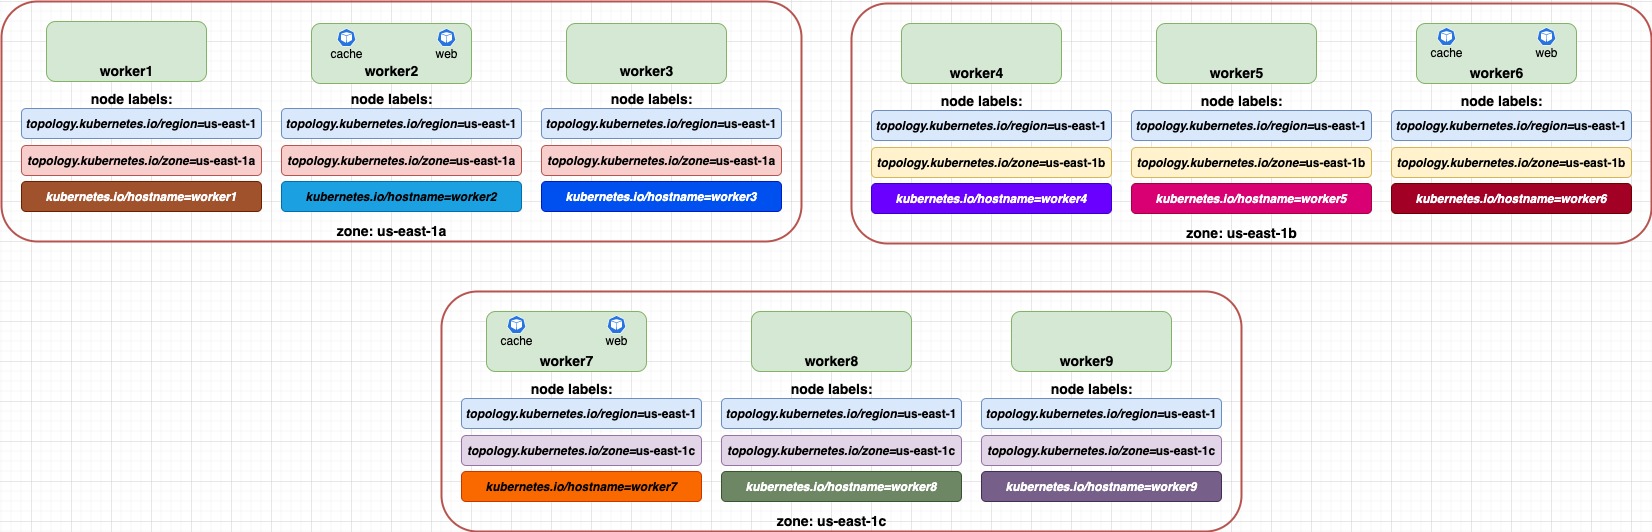 cache web
worker1 worker2 worker3
node labels: node labels: node labels:
topology.kubernetes.io/region=us-east-1 topology.kubernetes.io/region=us-east-1 topology.kubernetes.io/region=us-east-1
topology.kubernetes.io/zone=us-east-1a topology.kubernetes.io/zone=us-east-1a topology.kubernetes.io/zone=us-east-1a
kubernetes.io/hostname=worker1 kubernetes.io/hostname=worker2 kubernetes.io/hostname=worker3
zone: us-east-1a
cache web
worker4 worker5 worker6
node labels: node labels: node labels:
topology.kubernetes.io/region=us-east-1 topology.kubernetes.io/region=us-east-1 topology.kubernetes.io/region=us-east-1
topology.kubernetes.io/zone=us-east-1b topology.kubernetes.io/zone=us-east-1b topology.kubernetes.io/zone=us-east-1b
kubernetes.io/hostname=worker4 kubernetes.io/hostname=worker5 kubernetes.io/hostname=worker6
zone: us-east-1b
cache web
worker7 worker8 worker9
node labels: node labels: node labels:
topology.kubernetes.io/region=us-east-1 topology.kubernetes.io/region=us-east-1 topology.kubernetes.io/region=us-east-1
topology.kubernetes.io/zone=us-east-1c topology.kubernetes.io/zone=us-east-1c topology.kubernetes.io/zone=us-east-1c
kubernetes.io/hostname=worker7 kubernetes.io/hostname=worker8 kubernetes.io/hostname=worker9
zone: us-east-1c